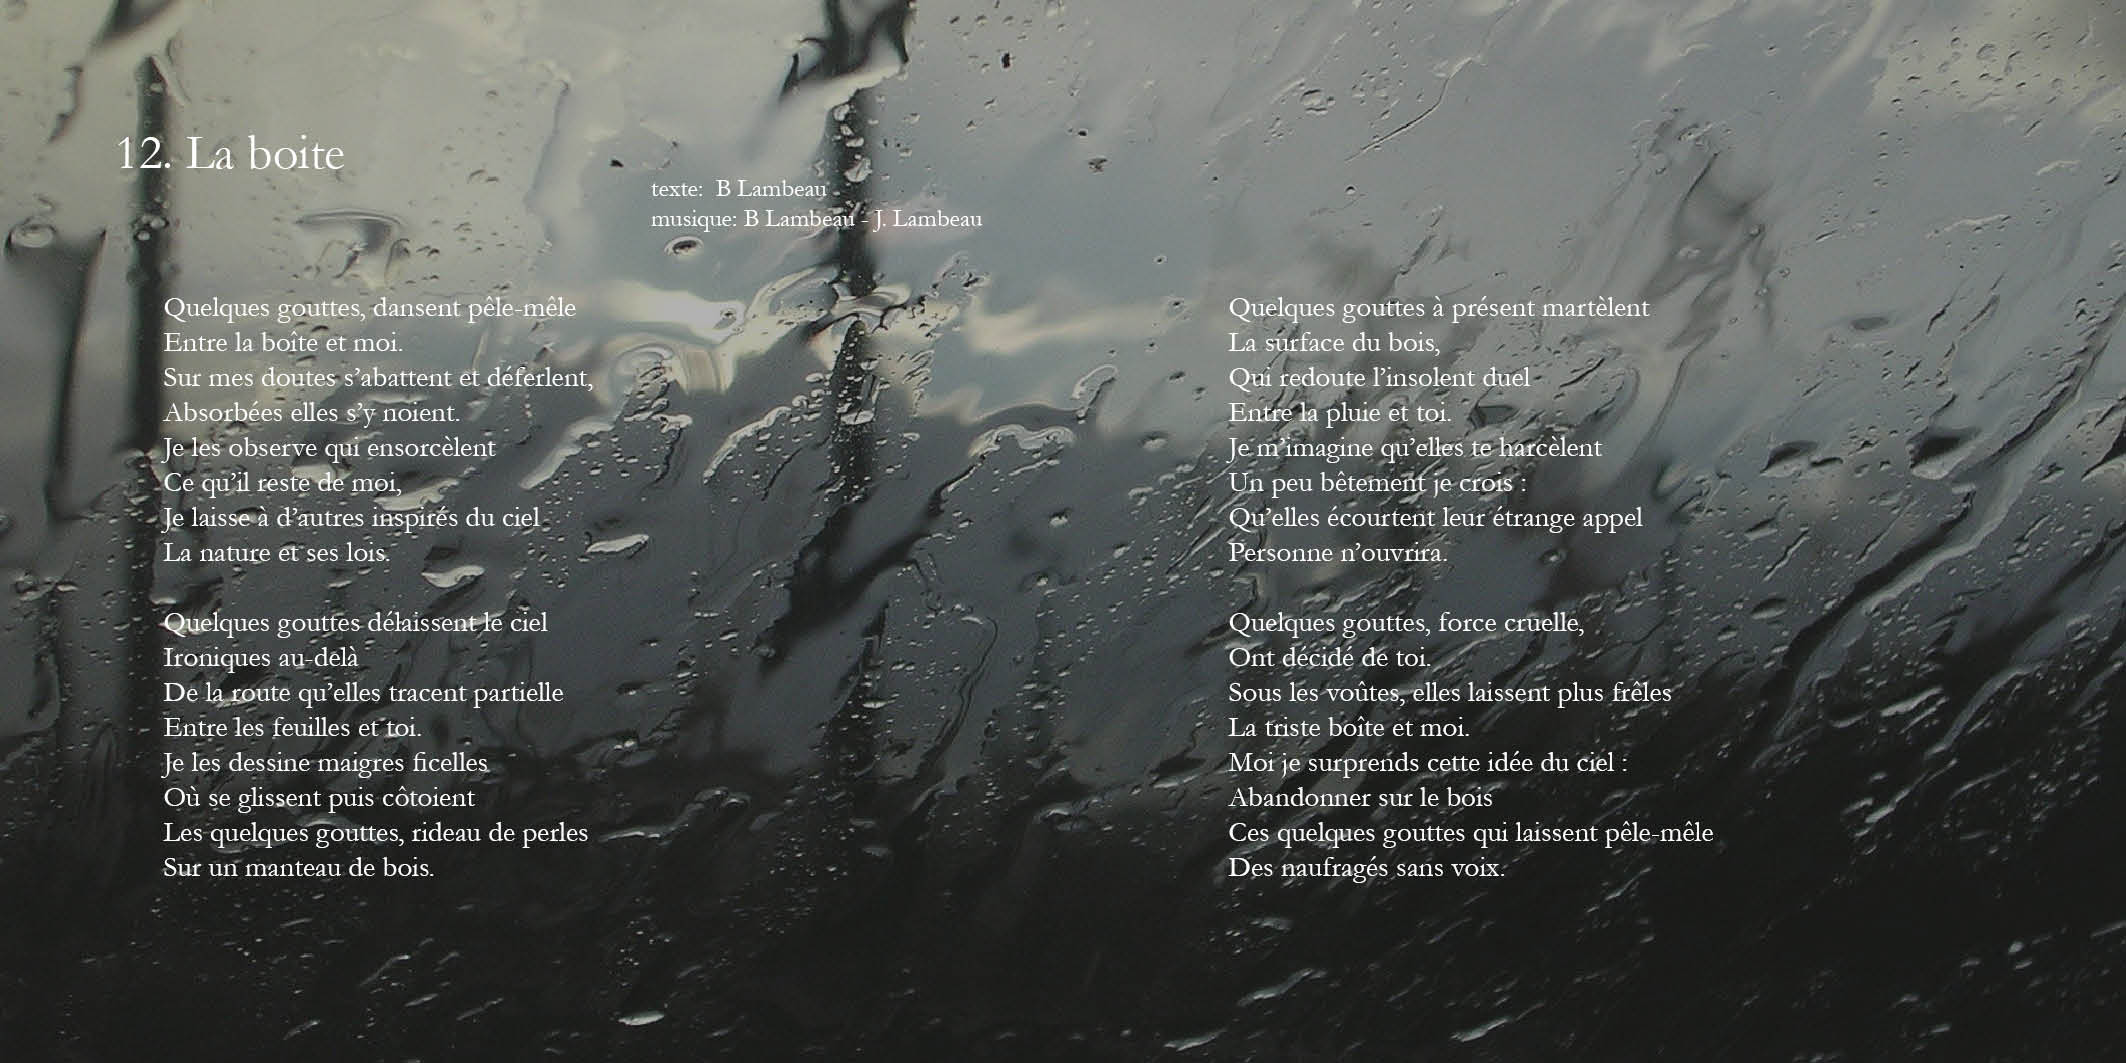 12. La boite
texte:  B Lambeau
musique: B Lambeau - J. Lambeau
Quelques gouttes, dansent pêle-mêle
Entre la boîte et moi.
Sur mes doutes s’abattent et déferlent,
Absorbées elles s’y noient.
Je les observe qui ensorcèlent
Ce qu’il reste de moi,
Je laisse à d’autres inspirés du ciel
La nature et ses lois.
Quelques gouttes délaissent le ciel
Ironiques au-delà
De la route qu’elles tracent partielle
Entre les feuilles et toi.
Je les dessine maigres ficelles
Où se glissent puis côtoient
Les quelques gouttes, rideau de perles
Sur un manteau de bois.
Quelques gouttes à présent martèlent
La surface du bois,
Qui redoute l’insolent duel
Entre la pluie et toi.
Je m’imagine qu’elles te harcèlent
Un peu bêtement je crois :
Qu’elles écourtent leur étrange appel
Personne n’ouvrira.
Quelques gouttes, force cruelle,
Ont décidé de toi.
Sous les voûtes, elles laissent plus frêles
La triste boîte et moi.
Moi je surprends cette idée du ciel :
Abandonner sur le bois
Ces quelques gouttes qui laissent pêle-mêle
Des naufragés sans voix.